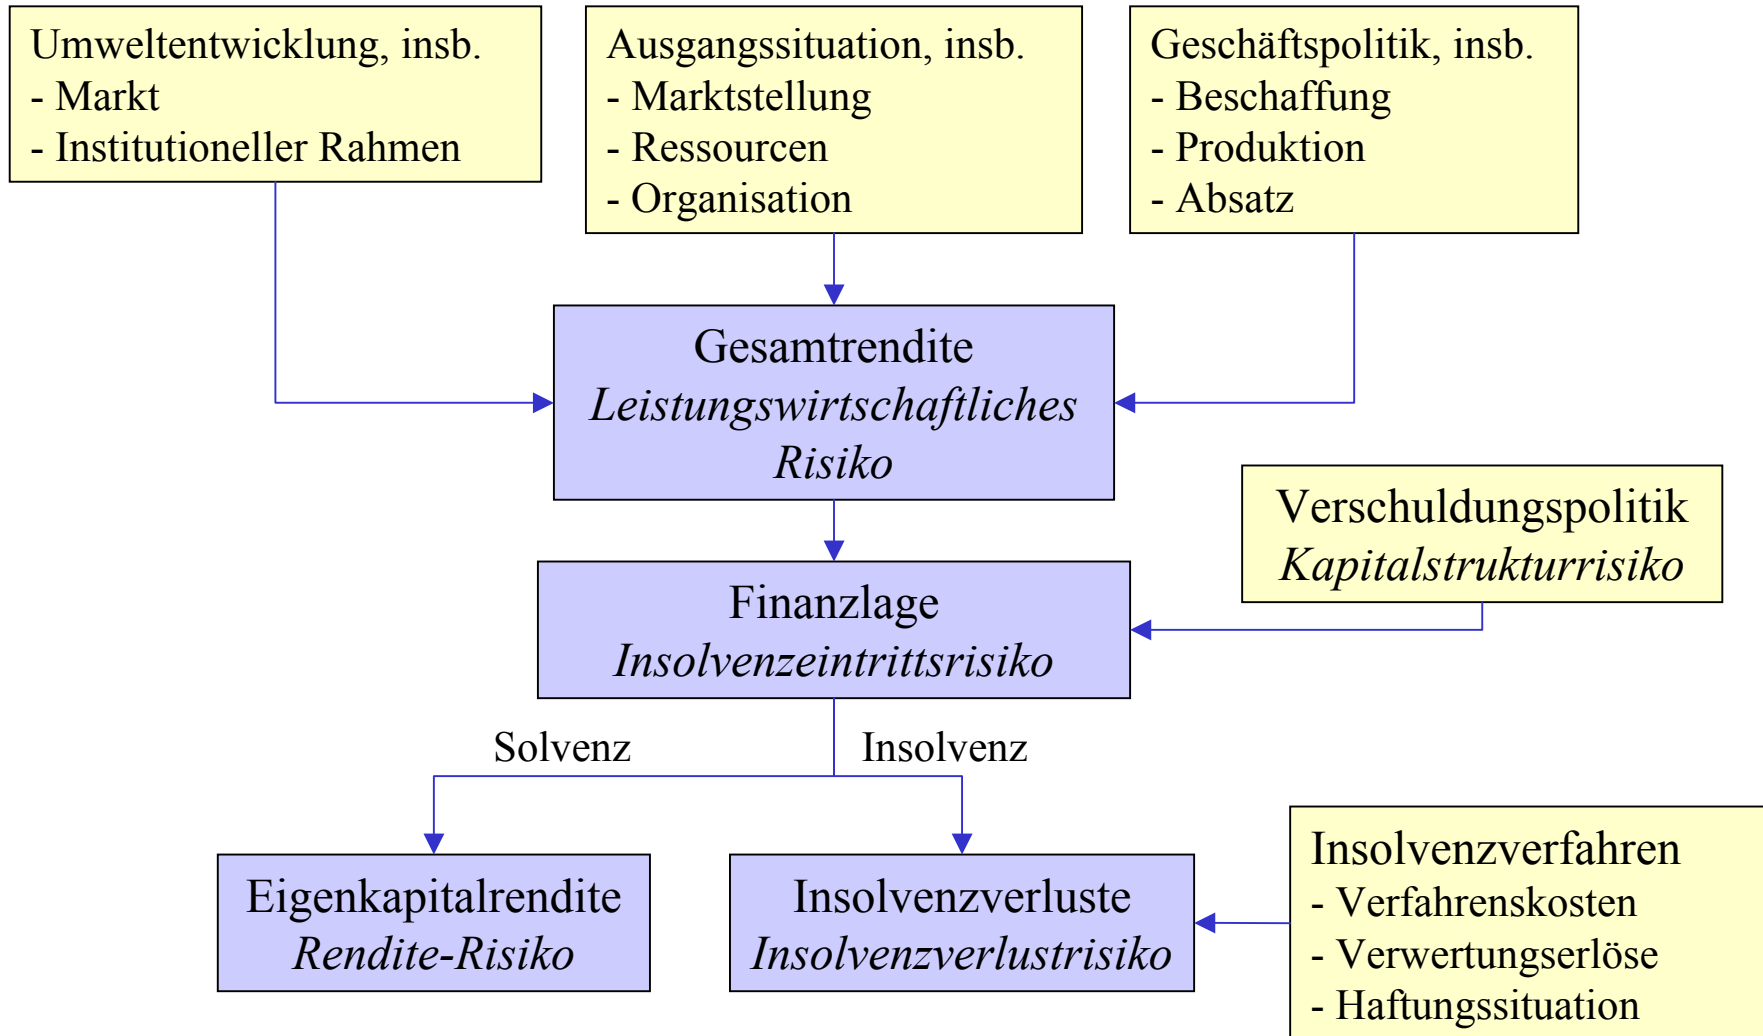 Umweltentwicklung, insb.
- Markt
- Institutioneller Rahmen
Ausgangssituation, insb.
- Marktstellung
- Ressourcen
- Organisation
Geschäftspolitik, insb.
- Beschaffung
- Produktion
- Absatz
Gesamtrendite
Leistungswirtschaftliches
Risiko
Verschuldungspolitik
Kapitalstrukturrisiko
Finanzlage
Insolvenzeintrittsrisiko
Solvenz
Insolvenz
Eigenkapitalrendite
Rendite-Risiko
Insolvenzverluste
Insolvenzverlustrisiko
Insolvenzverfahren
- Verfahrenskosten
- Verwertungserlöse
- Haftungssituation